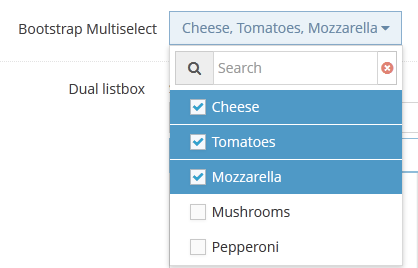 Bootstrap Multiselect Cheese, Tomatoes, Mozzarella
Search
Dual listbox
Cheese
Tomatoes
Mozzarella
Mushrooms
Pepperoni